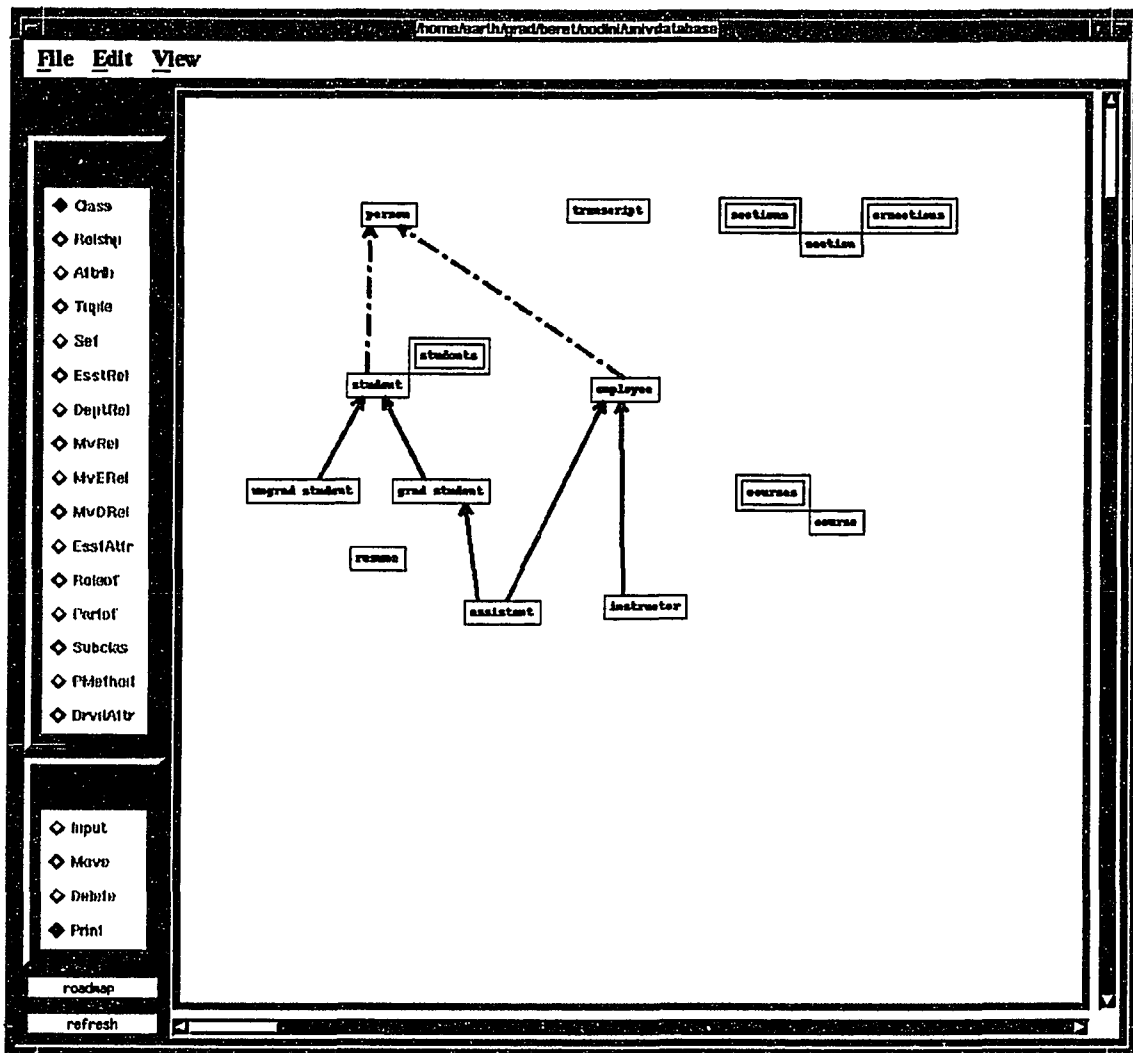 /home/earth/grad/beret/oodini/univdatabase
File Edit View
Class
Relshp
Attrib
Tuple
Set
EsstRel
DeptRel
MvRel
MvERel
MvDRel
EsstAttr
Roleof
Partof
Subclas
PMethod
DrvdAttr
Input
Move
Delete
Print
roadmap
refresh
person
transcript
sections
crsections
section
students
student
employee
ungrad student
grad student
courses
course
resume
assistant
instructor